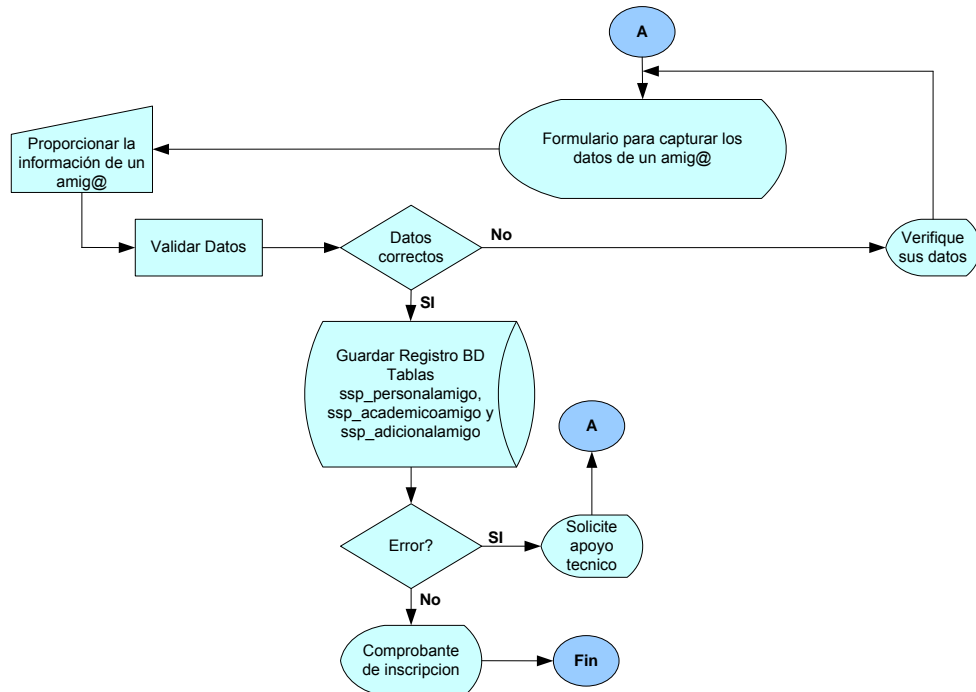 A
Formulario para capturar los
datos de un amig@
Proporcionar la
información de un
amig@
Validar Datos
Datos
correctos
No
Verifique
sus datos
SI
Guardar Registro BD
Tablas
ssp_personalamigo,
ssp_academicoamigo y
ssp_adicionalamigo
A
Error?
SI
Solicite
apoyo
tecnico
No
Comprobante
de inscripcion
Fin